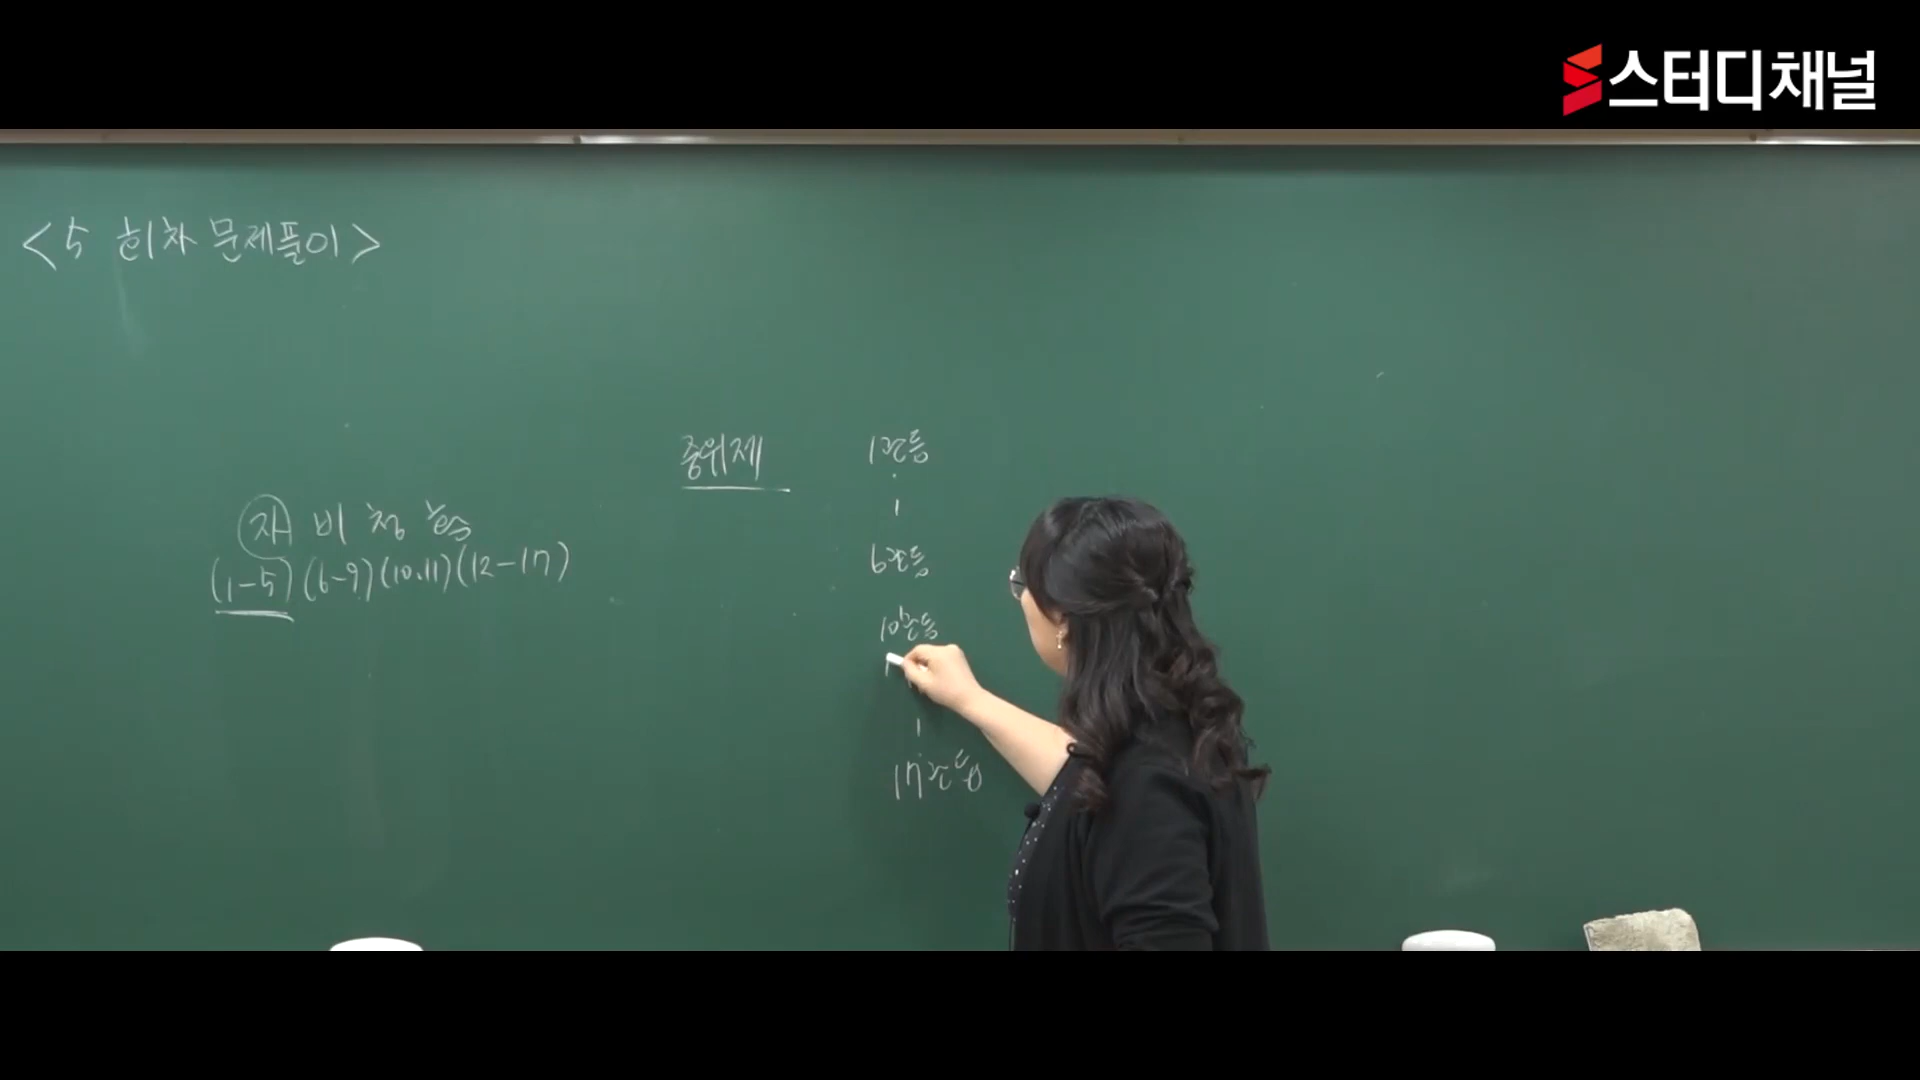 스터디채널
<5 회차 문제풀이>
중위제 1관등
|
6관등
10관등
|
17관등
자 비 청 황
(1-5)(6-9)(10.11)(12-17)